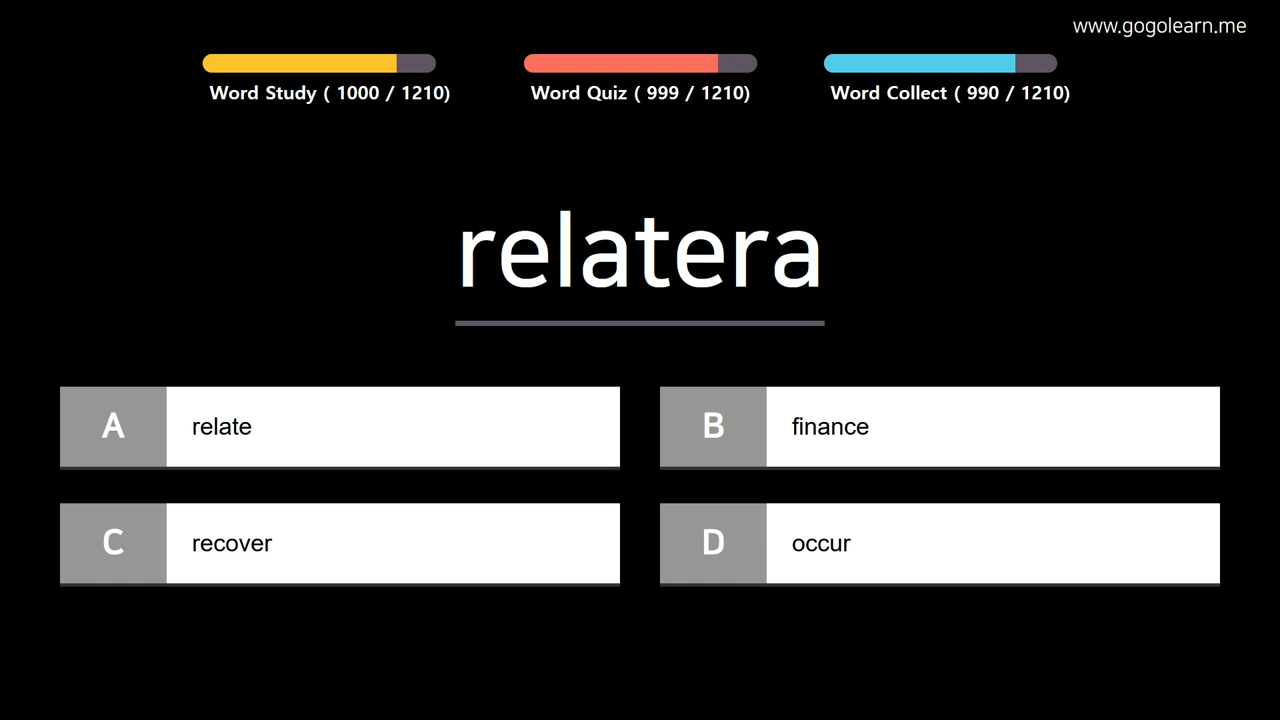 www.gogolearn.me
Word Study ( 1000 / 1210)
Word Quiz ( 999 / 1210)
Word Collect ( 990 / 1210)
relatera
A relate
B finance
C recover
D occur